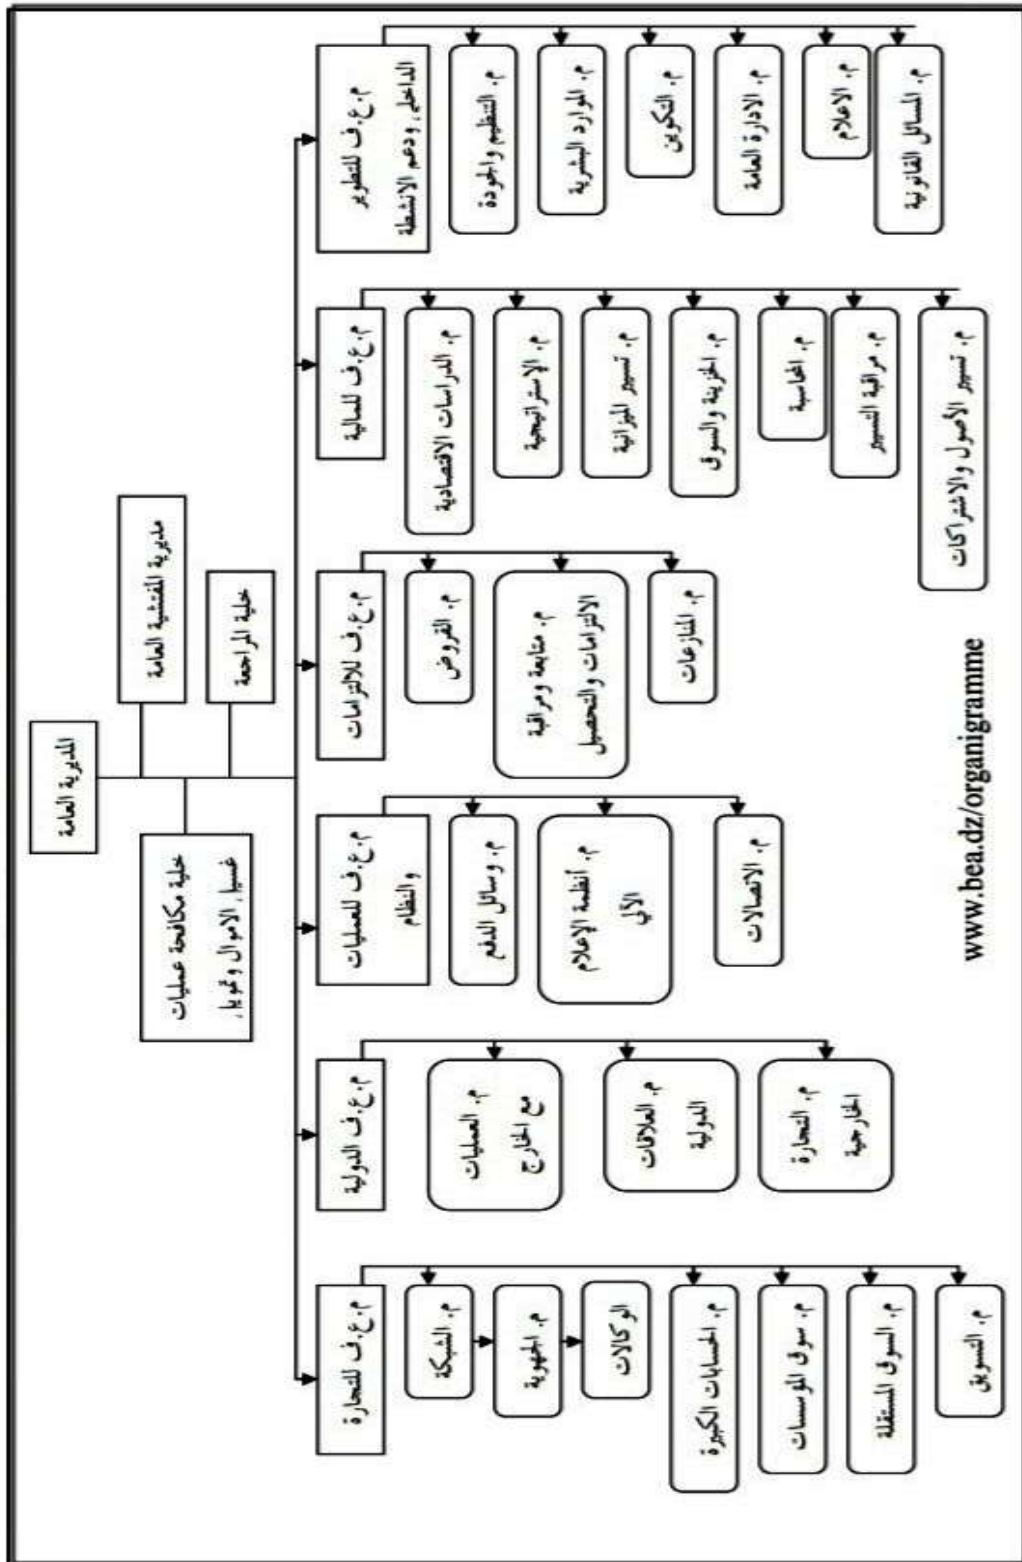 المديرية العامة
مديرية المفتشية العامة
خلية مكافحة عمليات
غسيل الاموال وتمويل
خلية المراجعة
م.ع.ف للتطوير
الداخلي ودعم الانشطة
م. التنظيم والجودة
م. الموارد البشرية
م. التكوين
م. الادارة العامة
م. الاعلام
م. المسائل القانونية
م.ع.ف للمالية
م. الدراسات الاقتصادية
م. الإستراتيجية
م. تسيير الميزانية
م. الخزينة والسوق
م. المحاسبة
م. مراقبة التسيير
م. تسيير الأصول والاشتراكات
م.ع.ف للالتزامات
م. القروض
م. متابعة ومراقبة
الالتزامات والتحصيل
م. المنازعات
م.ع.ف للعمليات
والنظام
م. وسائل الدفع
م. أنظمة الإعلام
الآلي
م. الاتصالات
م.ع.ف الدولية
م. العمليات
مع الخارج
م. العلاقات
الدولية
م. التجارة
الخارجية
م.ع.ف للتجارة
م. الشبكة
م. الجهوية
الوكالات
م. الحسابات الكبيرة
م. سوق المؤسسات
م. السوق المستقلة
م. التسويق
www.bea.dz/organigramme